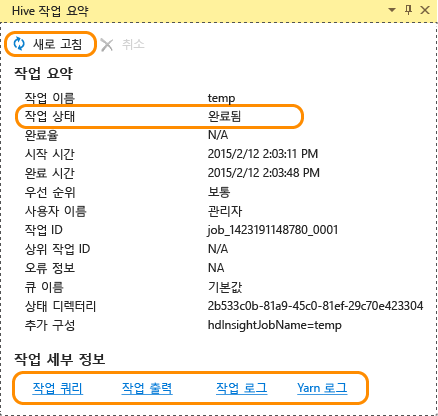 Hive 작업 요약
새로 고침 취소
작업 요약
작업 이름 temp
작업 상태 완료됨
완료율 N/A
시작 시간 2015/2/12 2:03:11 PM
완료 시간 2015/2/12 2:03:48 PM
우선 순위 보통
사용자 이름 관리자
작업 ID job_1423191148780_0001
상위 작업 ID N/A
오류 정보 NA
큐 이름 기본값
상태 디렉터리 2b533c0b-81a9-45c0-81ef-29c70e423304
추가 구성 hdInsightJobName=temp
작업 세부 정보
작업 쿼리 작업 출력 작업 로그 Yarn 로그